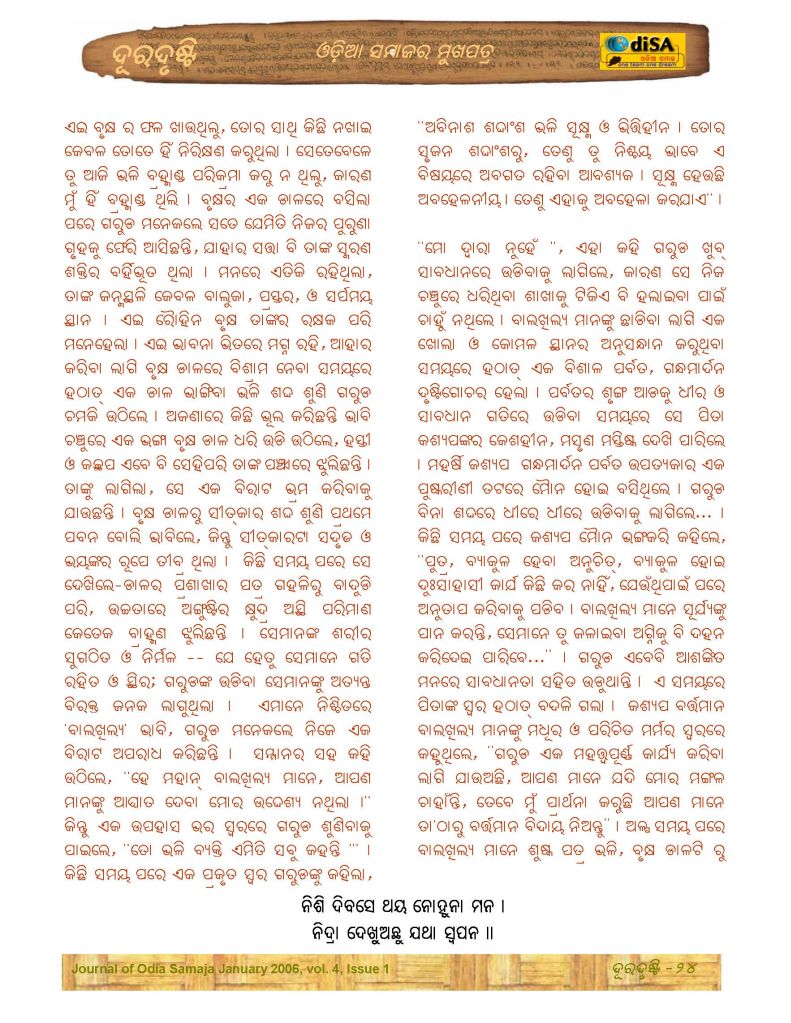 ଦୂରଦୃଷ୍ଟି
ଓଡ଼ିଆ ସମାଜର ମୁଖପତ୍ର
diSA
ଓଡ଼ିଆ ସମାଜ
one team one dream
ଏଇ ବୃକ୍ଷ ର ଫଳ ଖାଉଥିଲୁ, ତୋର ସାଥି କିଛି ନଖାଇ
କେବଳ ତୋତେ ହିଁ ନିରିକ୍ଷଣ କରୁଥିଲା । ସେତେବେଳେ
ତୁ ଆଜି ଭଳି ବ୍ରହ୍ମାଣ୍ଡ ପରିକ୍ରମା କରୁ ନ ଥିଲୁ, କାରଣ
ମୁଁ ହିଁ ବ୍ରହ୍ମାଣ୍ଡ ଥିଲି । ବୃକ୍ଷର ଏକ ଡାଳରେ ବସିଲା
ପରେ ଗରୁଡ ମନେକଲେ ସତେ ଯେମିତି ନିଜର ପୁରୁଣା
ଗୃହକୁ ଫେରି ଆସିଛନ୍ତି, ଯାହାର ସତ୍ତା ବି ତାଙ୍କ ସ୍ମରଣ
ଶକ୍ତିର ବର୍ହିଭୂତ ଥିଲା । ମନରେ ଏତିକି ରହିଥିଲା,
ତାଙ୍କ ଜନ୍ମସ୍ଥଳି କେବଳ ବାଲୁକା, ପ୍ରସ୍ତର, ଓ ସର୍ପମୟ
ସ୍ଥାନ । ଏଇ ରୌହିନ ବୃକ୍ଷ ତାଙ୍କର ରକ୍ଷକ ପରି
ମନେହେଲା । ଏଇ ଭାବନା ଭିତରେ ମଗ୍ନ ରହି, ଆହାର
କରିବା ଲାଗି ବୃକ୍ଷ ଡାଳରେ ବିଶ୍ରାମ ନେବା ସମୟରେ
ହଠାତ୍ ଏକ ଡାଳ ଭାଙ୍ଗିବା ଭଳି ଶବ୍ଦ ଶୁଣି ଗରୁଡ
ଚମକି ଉଠିଲେ । ଅଜଣାରେ କିଛି ଭୂଲ କରିଛନ୍ତି ଭାବି
ଚଞ୍ଚୁରେ ଏକ ଭଙ୍ଗା ବୃକ୍ଷ ଡାଳ ଧରି ଉଡି ଉଠିଲେ, ହସ୍ତୀ
ଓ କଚ୍ଛପ ଏବେ ବି ସେହିପରି ତାଙ୍କ ପଞ୍ଝାରେ ଝୁଲିଛନ୍ତି ।
ତାଙ୍କୁ ଲାଗିଲା, ସେ ଏକ ବିରାଟ ଭ୍ରମ କରିବାକୁ
ଯାଉଛନ୍ତି । ବୃକ୍ଷ ଡାଳରୁ ସୀତ୍କାର ଶବ୍ଦ ଶୁଣି ପ୍ରଥମେ
ପବନ ବୋଲି ଭାବିଲେ, କିନ୍ତୁ ସୀତ୍କାରଟା ସଦୃଡ ଓ
ଭୟଙ୍କର ରୂପେ ତୀବ୍ର ଥିଲା । କିଛି ସମୟ ପରେ ସେ
ଦେଖିଲେ-ଡାଳର ପ୍ରଶାଖାର ପତ୍ର ଗହଳିରୁ ବାଦୁଡି
ପରି, ଉଚ୍ଚତାରେ ଅଙ୍ଗୁଷ୍ଟିର କ୍ଷୁଦ୍ର ଅସ୍ଥି ପରିମାଣ
କେତେକ ବ୍ରାହ୍ମଣ ଝୁଲିଛନ୍ତି । ସେମାନଙ୍କ ଶରୀର
ସୁଗଠିତ ଓ ନିର୍ମଳ -- ଯେ ହେତୁ ସେମାନେ ଗତି
ରହିତ ଓ ସ୍ଥିର; ଗରୁଡଙ୍କ ଉଡିବା ସେମାନଙ୍କୁ ଅତ୍ୟନ୍ତ
ବିରକ୍ତ ଜନକ ଲାଗୁଥିଲା । ଏମାନେ ନିଶ୍ଚିତରେ
'ବାଲଖିଲ୍ୟ' ଭାବି, ଗରୁଡ ମନେକଲେ ନିଜେ ଏକ
ବିରାଟ ଅପରାଧ କରିଛନ୍ତି । ସମ୍ମାନର ସହ କହି
ଉଠିଲେ, "ହେ ମହାନ୍ ବାଲଖିଲ୍ୟ ମାନେ, ଆପଣ
ମାନଙ୍କୁ ଆଘାତ ଦେବା ମୋର ଉଦ୍ଦେଶ୍ୟ ନଥିଲା ।"
କିନ୍ତୁ ଏକ ଉପହାସ ଭର ସ୍ୱରରେ ଗରୁଡ ଶୁଣିବାକୁ
ପାଇଲେ, "ତୋ ଭଳି ବ୍ୟକ୍ତି ଏମିତି ସବୁ କହନ୍ତି "' ।
କିଛି ସମୟ ପରେ ଏକ ପ୍ରକୃତ ସ୍ୱର ଗରୁଡଙ୍କୁ କହିଲା,
"ଅବିନାଶ ଶବ୍ଦାଂଶ ଭଳି ସୂକ୍ଷ୍ମ ଓ ଭିତ୍ତିହୀନ । ତୋର
ସୃଜନ ଶବ୍ଦାଂଶରୁ, ତେଣୁ ତୁ ନିଶ୍ଚୟ ଭାବେ ଏ
ବିଷୟରେ ଅବଗତ ରହିବା ଆବଶ୍ୟକ । ସୂକ୍ଷ୍ମ ହେଉଛି
ଅବହେଳନୀୟ । ତେଣୁ ଏହାକୁ ଅବହେଳା କରଯାଏ" ।
"ମୋ ଦ୍ୱାରା ନୁହେଁ ", ଏହା କହି ଗରୁଡ ଖୁବ୍
ସାବଧାନରେ ଉଡିବାକୁ ଲାଗିଲେ, କାରଣ ସେ ନିଜ
ଚଞ୍ଚୁରେ ଧରିଥିବା ଶାଖାକୁ ଟିକିଏ ବି ହଲାଇବା ପାଇଁ
ଚାହୁଁ ନଥିଲେ । ବାଲଖିଲ୍ୟ ମାନଙ୍କୁ ଛାଡିବା ଲାଗି ଏକ
ଖୋଲା ଓ କୋମଳ ସ୍ଥାନର ଅନୁସନ୍ଧାନ କରୁଥିବା
ସମୟରେ ହଠାତ୍ ଏକ ବିଶାଳ ପର୍ବତ, ଗନ୍ଧମାର୍ଦନ
ଦୃଷ୍ଟିଗୋଚର ହେଲା । ପର୍ବତର ଶୃଙ୍ଗ ଆଡକୁ ଧୀର ଓ
ସାବଧାନ ଗତିରେ ଉଡିବା ସମୟରେ ସେ ପିତା
କଶ୍ୟପଙ୍କର କେଶହୀନ, ମସୃଣ ମସ୍ତିଷ୍କ ଦେଖି ପାରିଲେ
। ମହର୍ଷି କଶ୍ୟପ ଗନ୍ଧମାର୍ଦନ ପର୍ବତ ଉପତ୍ୟକାର ଏକ
ପୁଷ୍କରୀଣୀ ତଟରେ ମୌନ ହୋଇ ବସିଥିଲେ । ଗରୁଡ
ବିନା ଶବ୍ଦରେ ଧୀରେ ଧୀରେ ଉଡିବାକୁ ଲାଗିଲେ... ।
କିଛି ସମୟ ପରେ କଶ୍ୟପ ମୌନ ଭଙ୍ଗକରି କହିଲେ,
"ପୁତ୍ର, ବ୍ୟାକୁଳ ହେବା ଅନୁଚିତ୍, ବ୍ୟାକୁଳ ହୋଇ
ଦୁଃସ୍ରାହାସୀ କାର୍ଯ କିଛି କର ନାହିଁ, ଯେଉଁଥିପାଇଁ ପରେ
ଅନୁତାପ କରିବାକୁ ପଡିବ । ବାଲଖିଲ୍ୟ ମାନେ ସୂର୍ଯ୍ୟଙ୍କୁ
ପାନ କରନ୍ତି, ସେମାନେ ତୁ ଜଳାଇବା ଅଗ୍ନିକୁ ବି ଦହନ
କରିଦେଇ ପାରିବେ..." । ଗରୁଡ ଏବେବି ଆଶଙ୍କିତ
ମନରେ ସାବଧାନତା ସହିତ ଉଡୁଥାନ୍ତି । ଏ ସମୟରେ
ପିତାଙ୍କ ସ୍ୱର ହଠାତ୍ ବଦଳି ଗଲା । କଶ୍ୟପ ବର୍ତ୍ତମାନ
ବାଲଖିଲ୍ୟ ମାନଙ୍କୁ ମଧୂର ଓ ପରିଚିତ ମର୍ମର ସ୍ୱରରେ
କହୁଥିଲେ, "ଗରୁଡ ଏକ ମହତ୍ତ୍ୱପୂର୍ଣ୍ଣ କାର୍ଯ୍ୟ କରିବା
ଲାଗି ଯାଉଅଛି, ଆପଣ ମାନେ ଯଦି ମୋର ମଙ୍ଗଳ
ଚାହାଁନ୍ତି, ତେବେ ମୁଁ ପ୍ରାର୍ଥନା କରୁଛି ଆପଣ ମାନେ
ତା'ଠାରୁ ବର୍ତ୍ତମାନ ବିଦାୟ ନିଅନ୍ତୁ" । ଅଳ୍ପ ସମୟ ପରେ
ବାଲଖିଲ୍ୟ ମାନେ ଶୁଷ୍କ ପତ୍ର ଭଳି, ବୃକ୍ଷ ଡାଳଟି ରୁ
ନିଶି ଦିବସେ ଥୟ ନୋହୁନା ମନ ।
ନିଦ୍ରା ଦେଖୁଅଛୁ ଯଥା ସ୍ୱପନ ॥
Journal of Odia Samaja January 2006, vol. 4, Issue 1
ଦୂରଦୃଷ୍ଟି - ୨୪